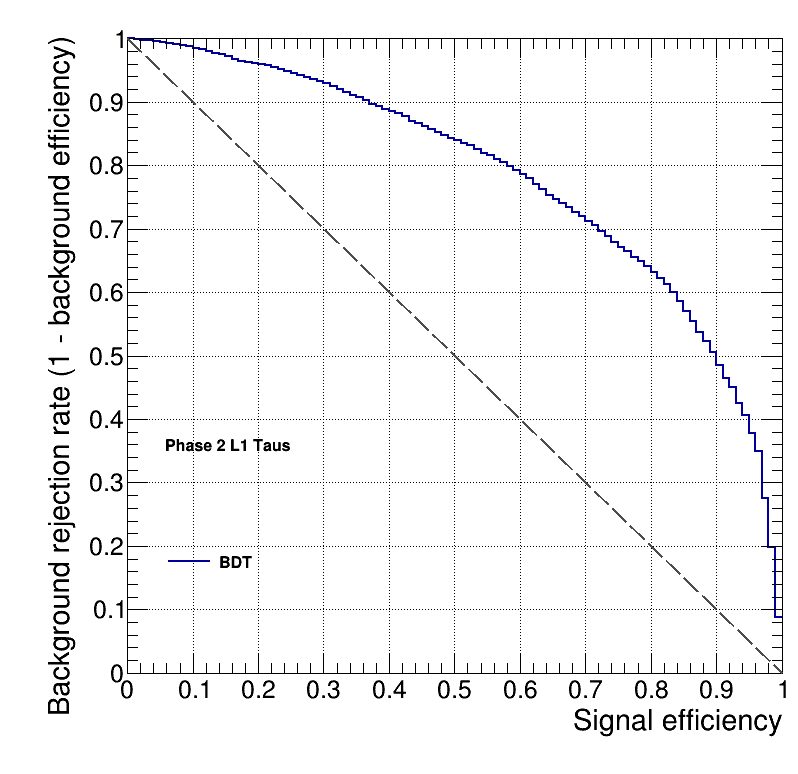 Background rejection rate (1 - background efficiency)
1
0.9
0.8
0.7
0.6
0.5
0.4
0.3
0.2
0.1
0
Phase 2 L1 Taus
BDT
0 0.1 0.2 0.3 0.4 0.5 0.6 0.7 0.8 0.9 1
Signal efficiency